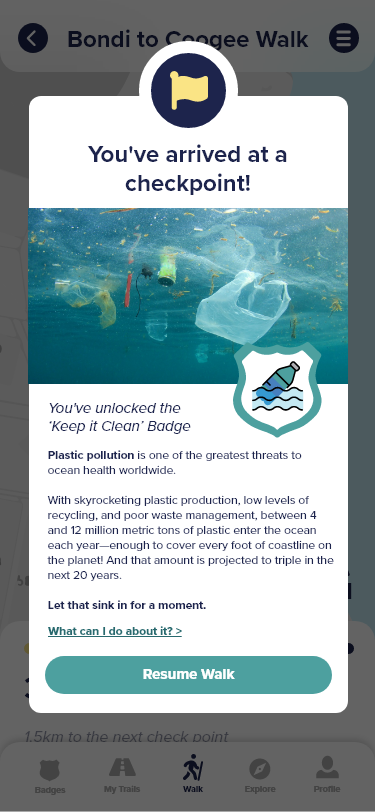 Bondi to Coogee Walk
You've arrived at a
checkpoint!
You've unlocked the
‘Keep it Clean’ Badge
Plastic pollution is one of the greatest threats to
ocean health worldwide.
With skyrocketing plastic production, low levels of
recycling, and poor waste management, between 4
and 12 million metric tons of plastic enter the ocean
each year—enough to cover every foot of coastline on
the planet! And that amount is projected to triple in the
next 20 years.
Let that sink in for a moment.
What can I do about it? >
Resume Walk
1.5km to the next check point
Badges
My Trails
Walk
Explore
Profile